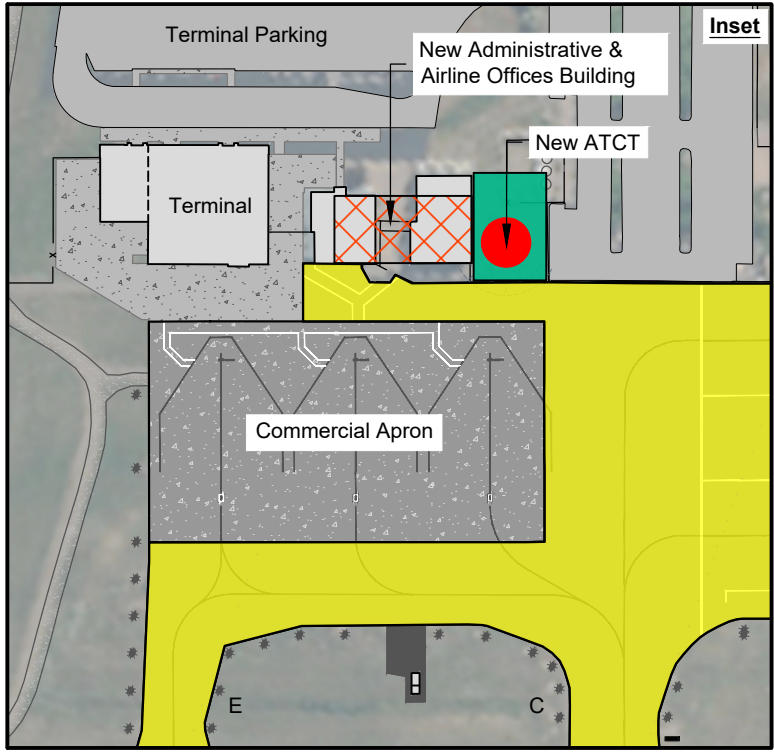 Inset
Terminal Parking
New Administrative &
Airline Offices Building
New ATCT
Terminal
x
Commercial Apron
E
C